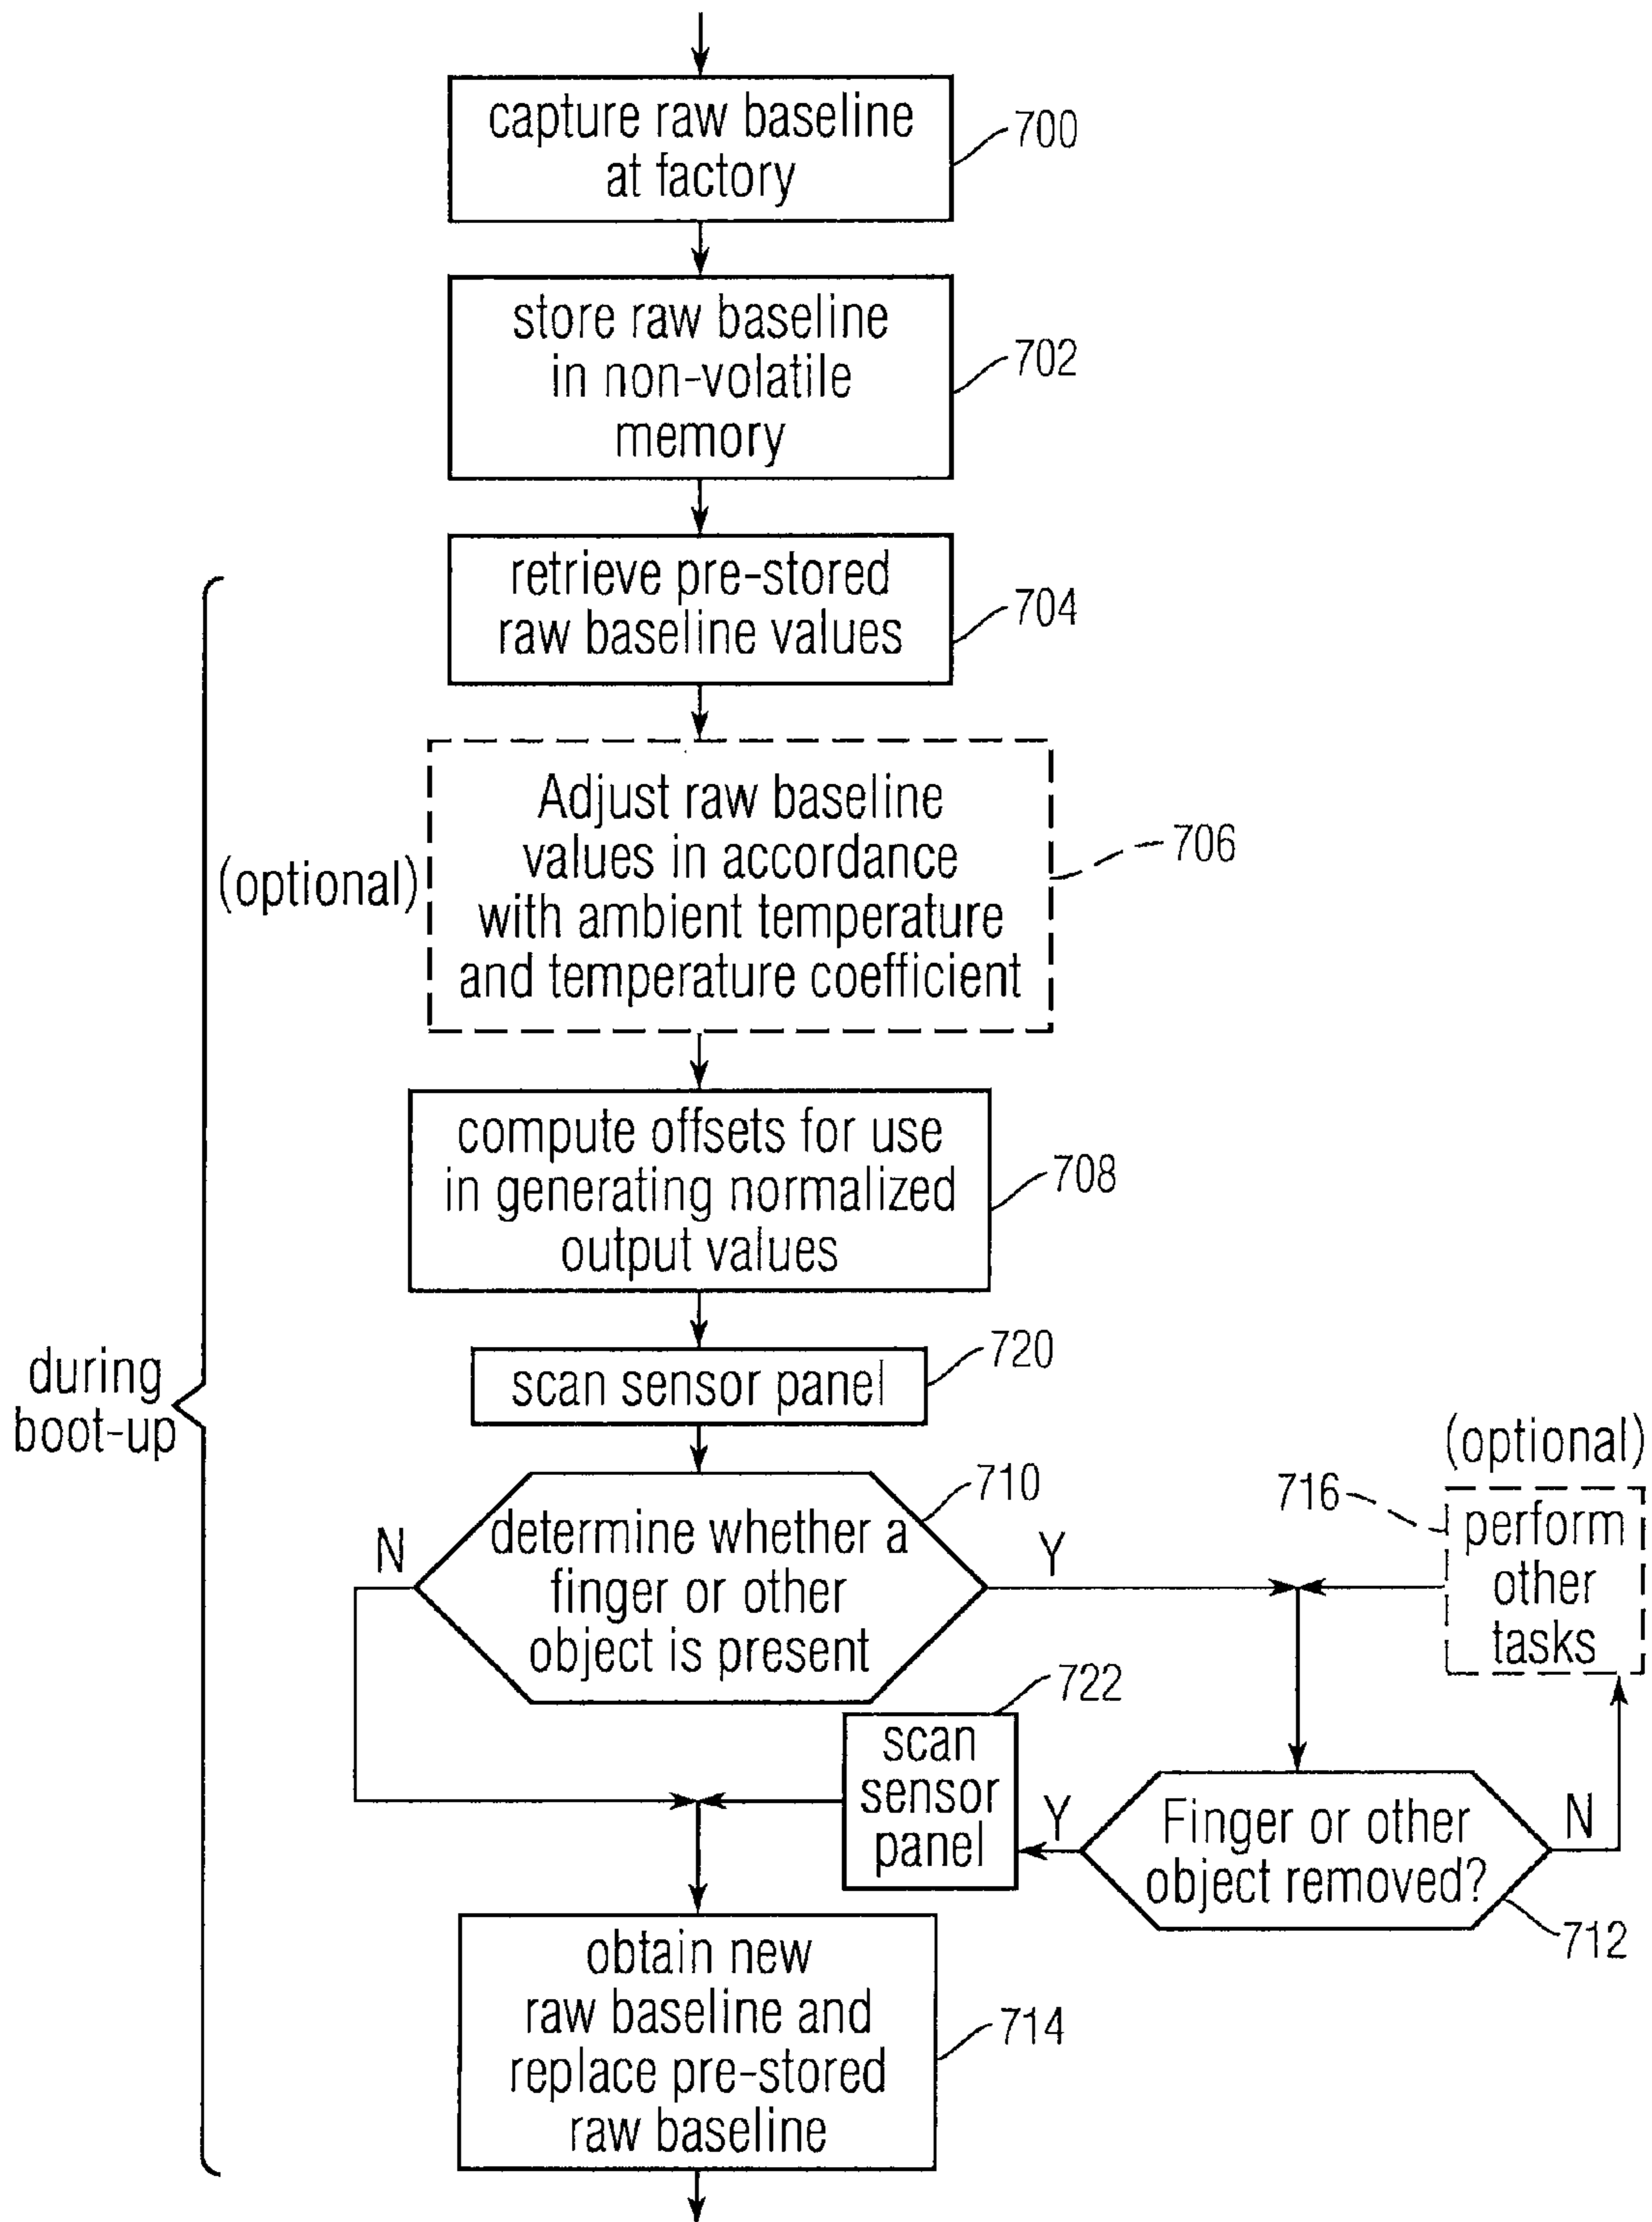 capture raw baseline
at factory
700
store raw baseline
in non-volatile
memory
702
retrieve pre-stored
raw baseline values
704
(optional)
Adjust raw baseline
values in accordance
with ambient temperature
and temperature coefficient
706
compute offsets for use
in generating normalized
output values
708
during
boot-up
scan sensor panel
720
determine whether a
finger or other
object is present
710
N
Y
(optional)
716
perform
other
tasks
722
scan
sensor
panel
Y
Finger or other
object removed?
N
712
obtain new
raw baseline and
replace pre-stored
raw baseline
714